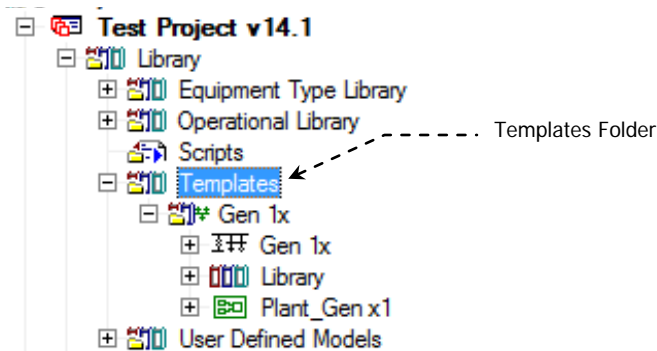 Test Project v14.1
Library
Equipment Type Library
Operational Library
Templates Folder
Scripts
Templates
Gen 1x
Gen 1x
Library
Plant_Gen x1
User Defined Models